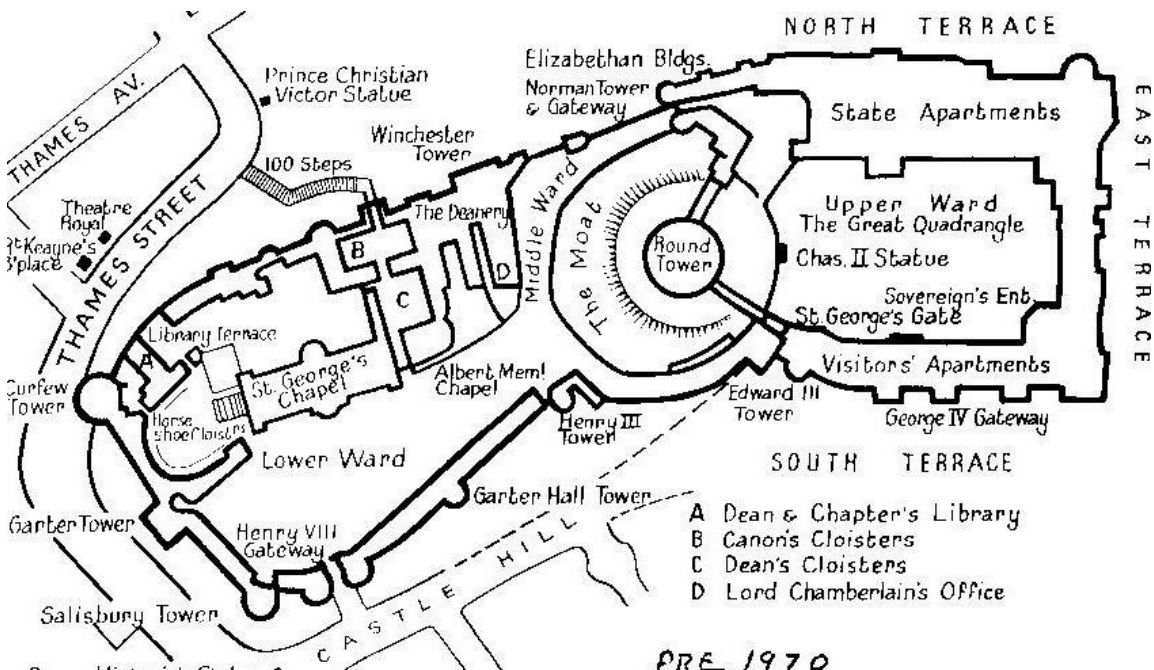 NORTH TERRACE
Elizabethan Bldgs.
Norman Tower
& Gateway
Prince Christian
Victor Statue
THAMES AV.
State Apartments
EAST TERRACE
Winchester
Tower
100 Steps
THAMES STREET
Theatre
Royal
The Deanery
Middle Ward
The Moat
Upper Ward
The Great Quadrangle
Round
Tower
Chas. II Statue
B
D
C
B'place
Sovereign's Ent.
St. George's Gate
Library Terrace
A
St. George's
Chapel
Albert Meml.
Chapel
Visitors' Apartments
Curfew
Tower
Horse
Shoe Cloisters
Edward III
Tower
George IV Gateway
Henry III
Tower
Lower Ward
SOUTH TERRACE
Garter Hall Tower
Garter Tower
Henry VIII
Gateway
A Dean & Chapter's Library
B Canon's Cloisters
C Dean's Cloisters
D Lord Chamberlain's Office
Salisbury Tower
CASTLE HILL
PRE 1970